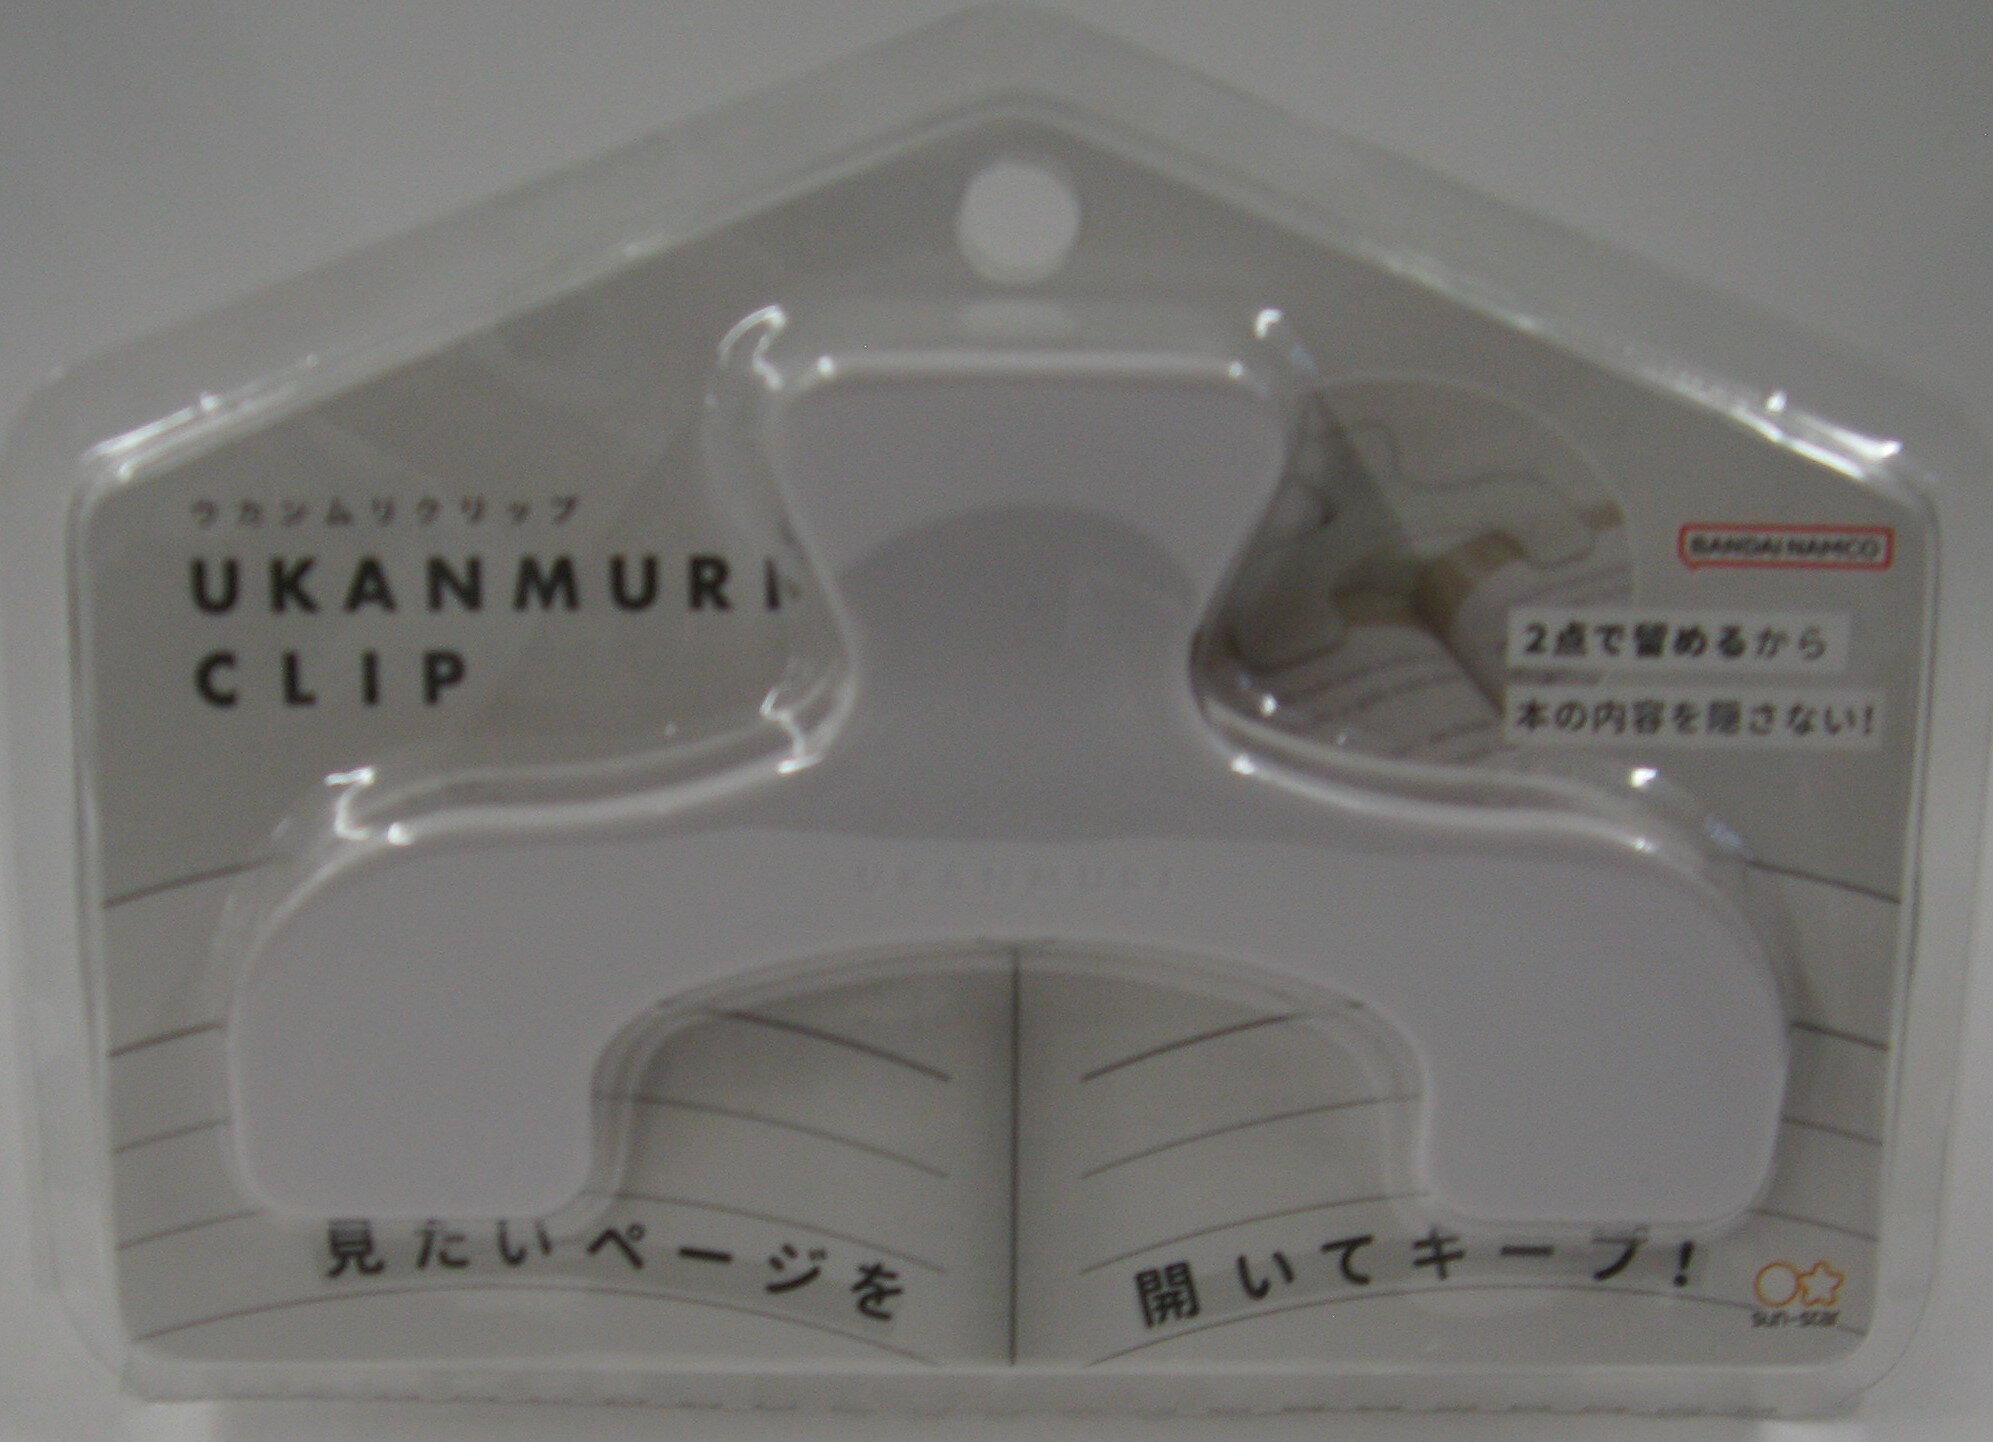 ウカンムリクリップ
UKANMURI
CLIP
BANDAI NAMCO
2点で留めるから
本の内容を隠さない!
UKANMURI
見たいページを
開いてキープ!
sun-star